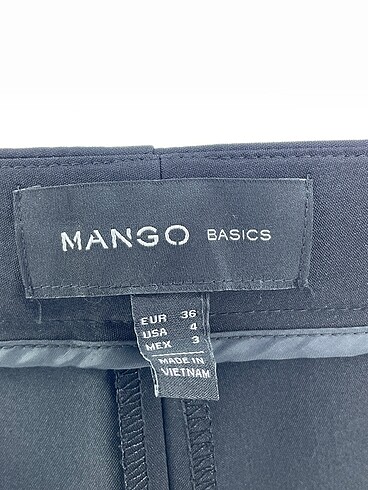 MANGO BASICS
EUR 36
USA 4
MEX 3
MADE IN
VIETNAM